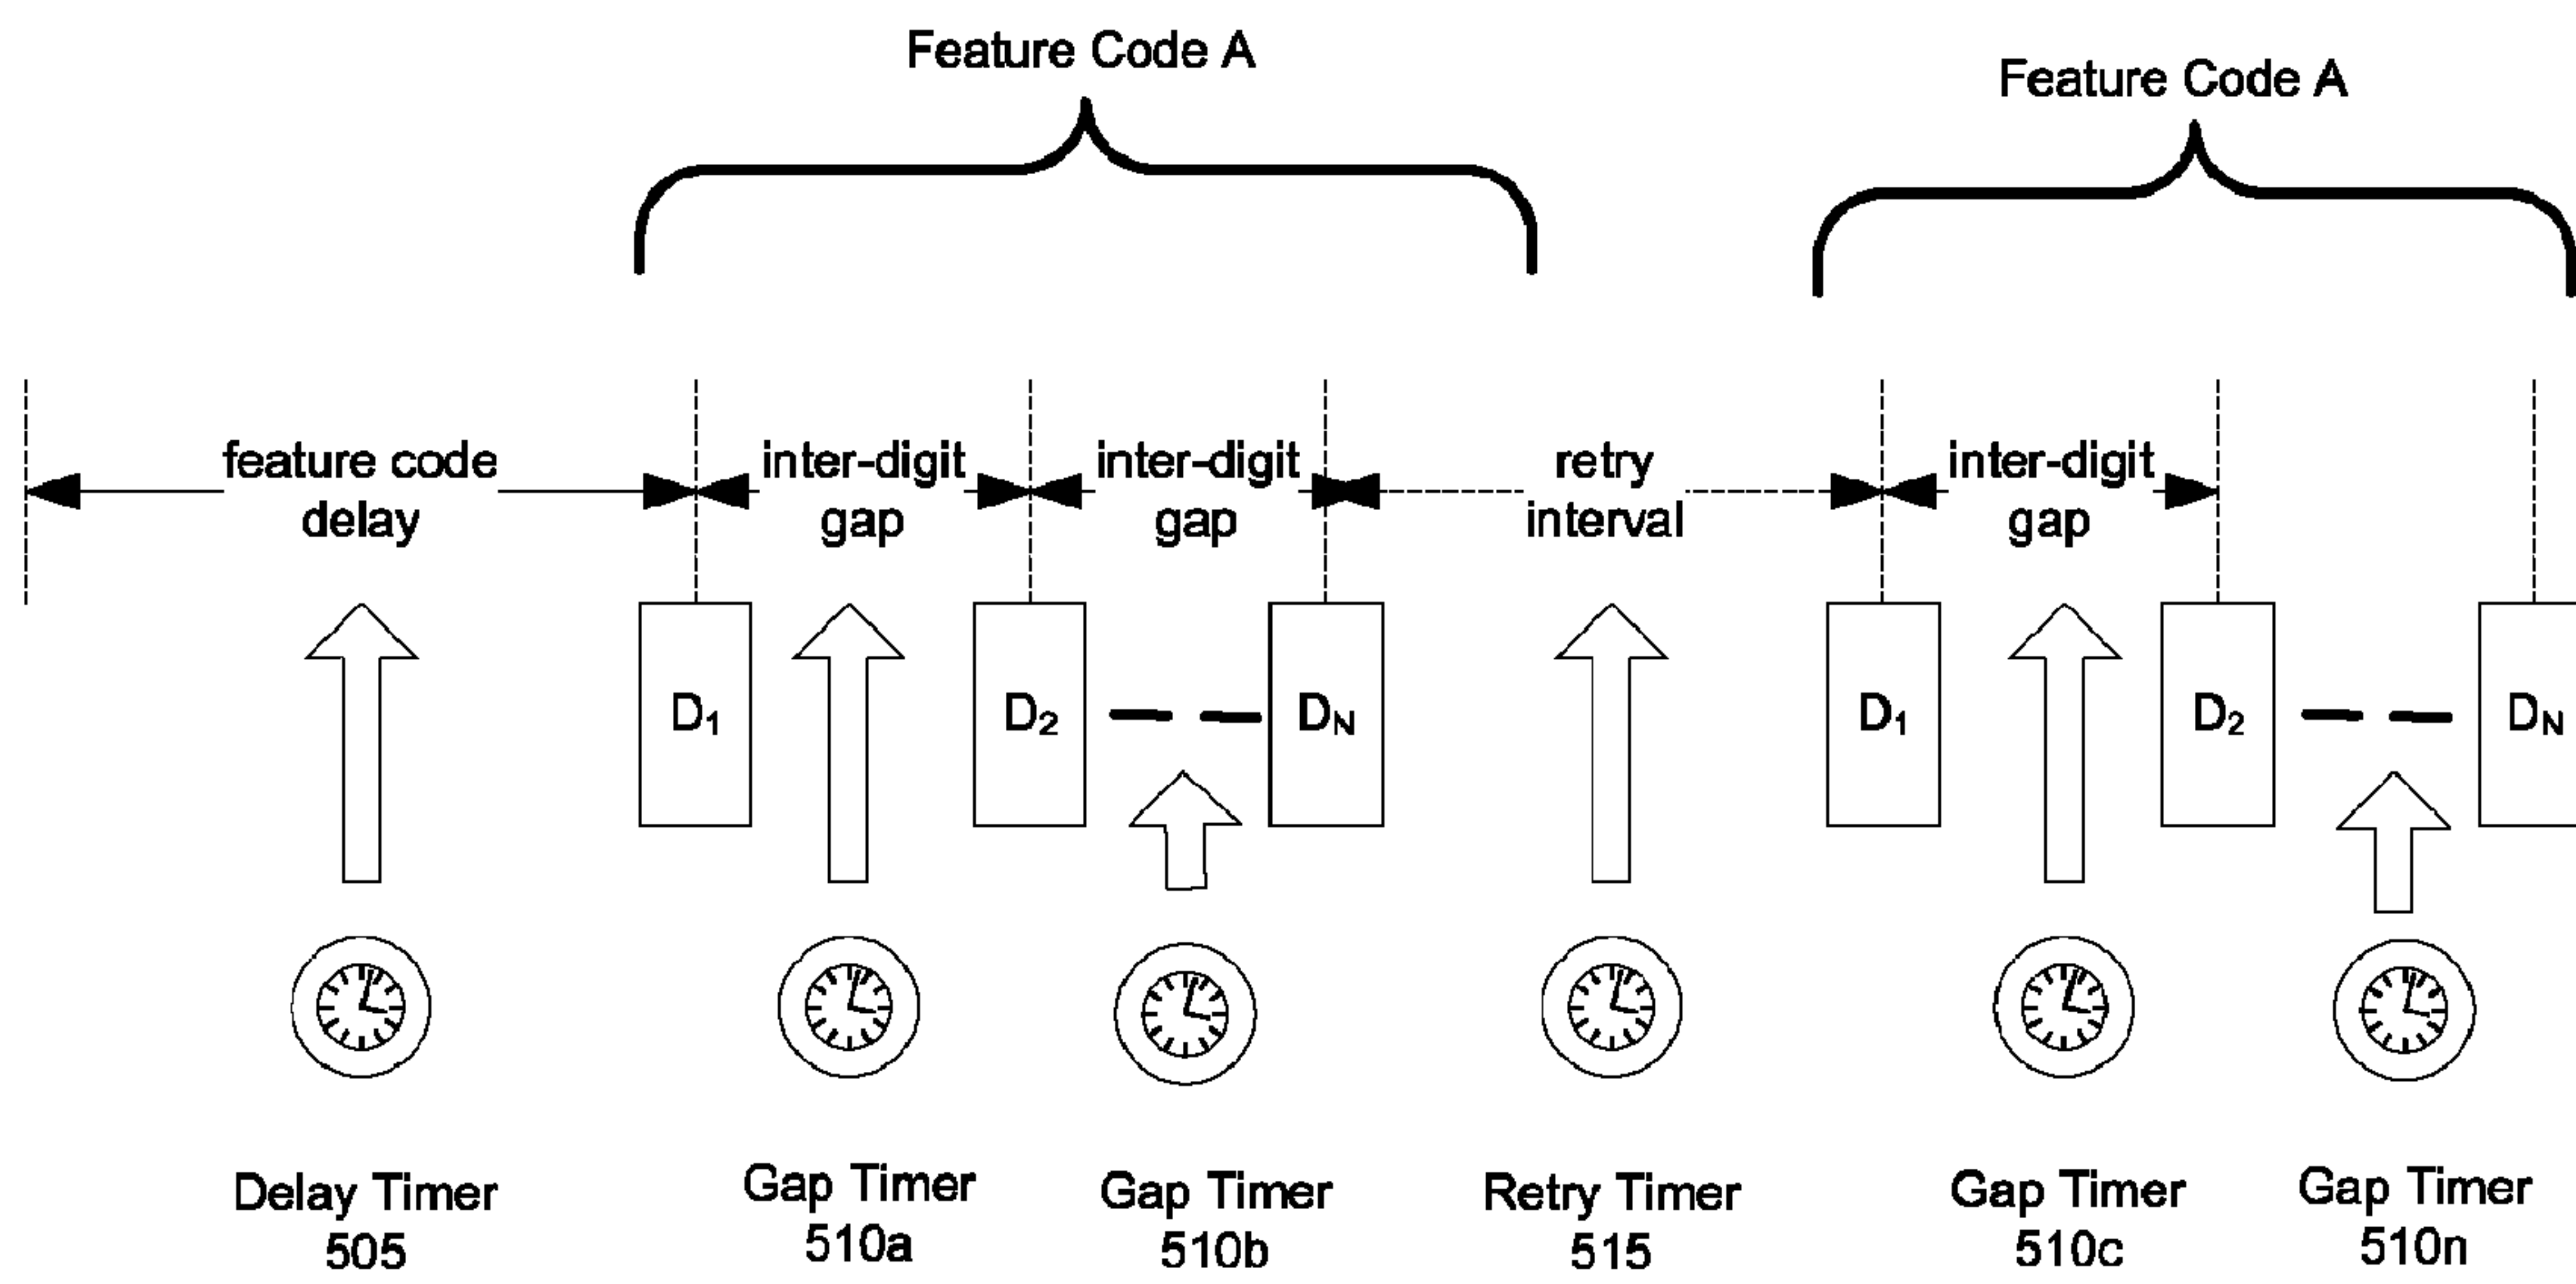 Feature Code A
Feature Code A
feature code
delay
inter-digit
gap
inter-digit
gap
retry
interval
inter-digit
gap
D1
D2
DN
D1
D2
DN
Delay Timer
505
Gap Timer
510a
Gap Timer
510b
Retry Timer
515
Gap Timer
510c
Gap Timer
510n